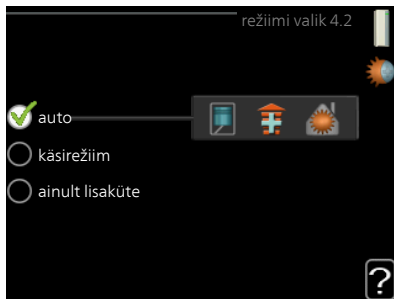 režiimi valik 4.2
auto
käsirežiim
ainult lisaküte
?